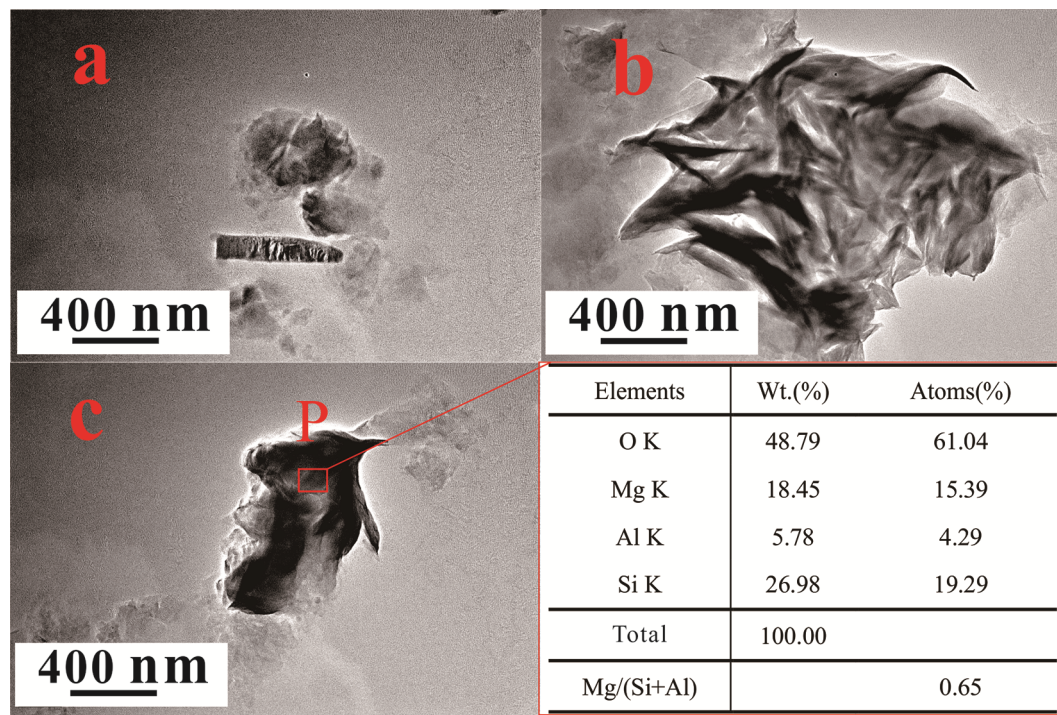 a
400 nm
b
400 nm
c
P
400 nm
Elements Wt.(%) Atoms(%)
O K 48.79 61.04
Mg K 18.45 15.39
Al K 5.78 4.29
Si K 26.98 19.29
Total 100.00
Mg/(Si+Al) 0.65